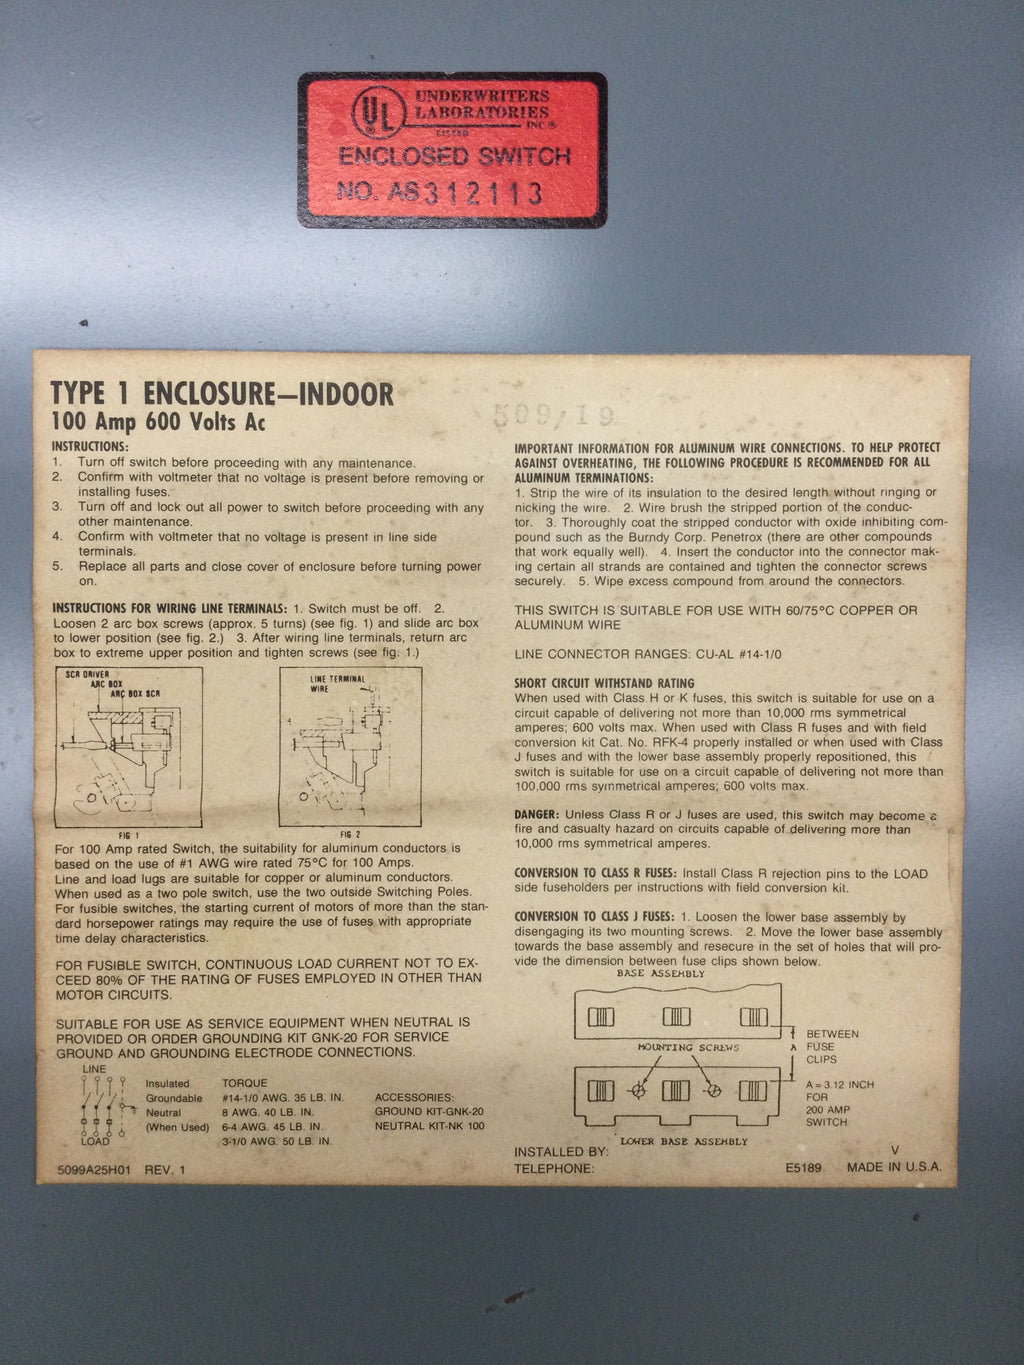 UL
UNDERWRITERS
LABORATORIES
INC.®
LISTED
ENCLOSED SWITCH
NO. AS312113
TYPE 1 ENCLOSURE—INDOOR
100 Amp 600 Volts Ac
509/19
INSTRUCTIONS:
1. Turn off switch before proceeding with any maintenance.
2. Confirm with voltmeter that no voltage is present before removing or
installing fuses.
3. Turn off and lock out all power to switch before proceeding with any
other maintenance.
4. Confirm with voltmeter that no voltage is present in line side
terminals.
5. Replace all parts and close cover of enclosure before turning power
on.
INSTRUCTIONS FOR WIRING LINE TERMINALS: 1. Switch must be off. 2.
Loosen 2 arc box screws (approx. 5 turns) (see fig. 1) and slide arc box
to lower position (see fig. 2.) 3. After wiring line terminals, return arc
box to extreme upper position and tighten screws (see fig. 1.)
SCR DRIVER
ARC BOX
ARC BOX SCR
FIG 1
LINE TERMINAL
WIRE
FIG 2
For 100 Amp rated Switch, the suitability for aluminum conductors is
based on the use of #1 AWG wire rated 75°C for 100 Amps.
Line and load lugs are suitable for copper or aluminum conductors.
When used as a two pole switch, use the two outside Switching Poles.
For fusible switches, the starting current of motors of more than the stan-
dard horsepower ratings may require the use of fuses with appropriate
time delay characteristics.
FOR FUSIBLE SWITCH, CONTINUOUS LOAD CURRENT NOT TO EX-
CEED 80% OF THE RATING OF FUSES EMPLOYED IN OTHER THAN
MOTOR CIRCUITS.
SUITABLE FOR USE AS SERVICE EQUIPMENT WHEN NEUTRAL IS
PROVIDED OR ORDER GROUNDING KIT GNK-20 FOR SERVICE
GROUND AND GROUNDING ELECTRODE CONNECTIONS.
LINE
LOAD
Insulated
Groundable
Neutral
(When Used)
TORQUE
#14-1/0 AWG. 35 LB. IN.
8 AWG. 40 LB. IN.
6-4 AWG. 45 LB. IN.
3-1/0 AWG. 50 LB. IN.
ACCESSORIES:
GROUND KIT-GNK-20
NEUTRAL KIT-NK 100
5099A25H01 REV. 1
IMPORTANT INFORMATION FOR ALUMINUM WIRE CONNECTIONS. TO HELP PROTECT
AGAINST OVERHEATING, THE FOLLOWING PROCEDURE IS RECOMMENDED FOR ALL
ALUMINUM TERMINATIONS:
1. Strip the wire of its insulation to the desired length without ringing or
nicking the wire. 2. Wire brush the stripped portion of the conduc-
tor. 3. Thoroughly coat the stripped conductor with oxide inhibiting com-
pound such as the Burndy Corp. Penetrox (there are other compounds
that work equally well). 4. Insert the conductor into the connector mak-
ing certain all strands are contained and tighten the connector screws
securely. 5. Wipe excess compound from around the connectors.
THIS SWITCH IS SUITABLE FOR USE WITH 60/75°C COPPER OR
ALUMINUM WIRE
LINE CONNECTOR RANGES: CU-AL #14-1/0
SHORT CIRCUIT WITHSTAND RATING
When used with Class H or K fuses, this switch is suitable for use on a
circuit capable of delivering not more than 10,000 rms symmetrical
amperes; 600 volts max. When used with Class R fuses and with field
conversion kit Cat. No. RFK-4 properly installed or when used with Class
J fuses and with the lower base assembly properly repositioned, this
switch is suitable for use on a circuit capable of delivering not more than
100,000 rms symmetrical amperes; 600 volts max.
DANGER: Unless Class R or J fuses are used, this switch may become a
fire and casualty hazard on circuits capable of delivering more than
10,000 rms symmetrical amperes.
CONVERSION TO CLASS R FUSES: Install Class R rejection pins to the LOAD
side fuseholders per instructions with field conversion kit.
CONVERSION TO CLASS J FUSES: 1. Loosen the lower base assembly by
disengaging its two mounting screws. 2. Move the lower base assembly
towards the base assembly and resecure in the set of holes that will pro-
vide the dimension between fuse clips shown below.
BASE ASSEMBLY
MOUNTING SCREWS
LOWER BASE ASSEMBLY
A
BETWEEN
FUSE
CLIPS
A = 3.12 INCH
FOR
200 AMP
SWITCH
INSTALLED BY:
TELEPHONE:
V
E5189 MADE IN U.S.A.